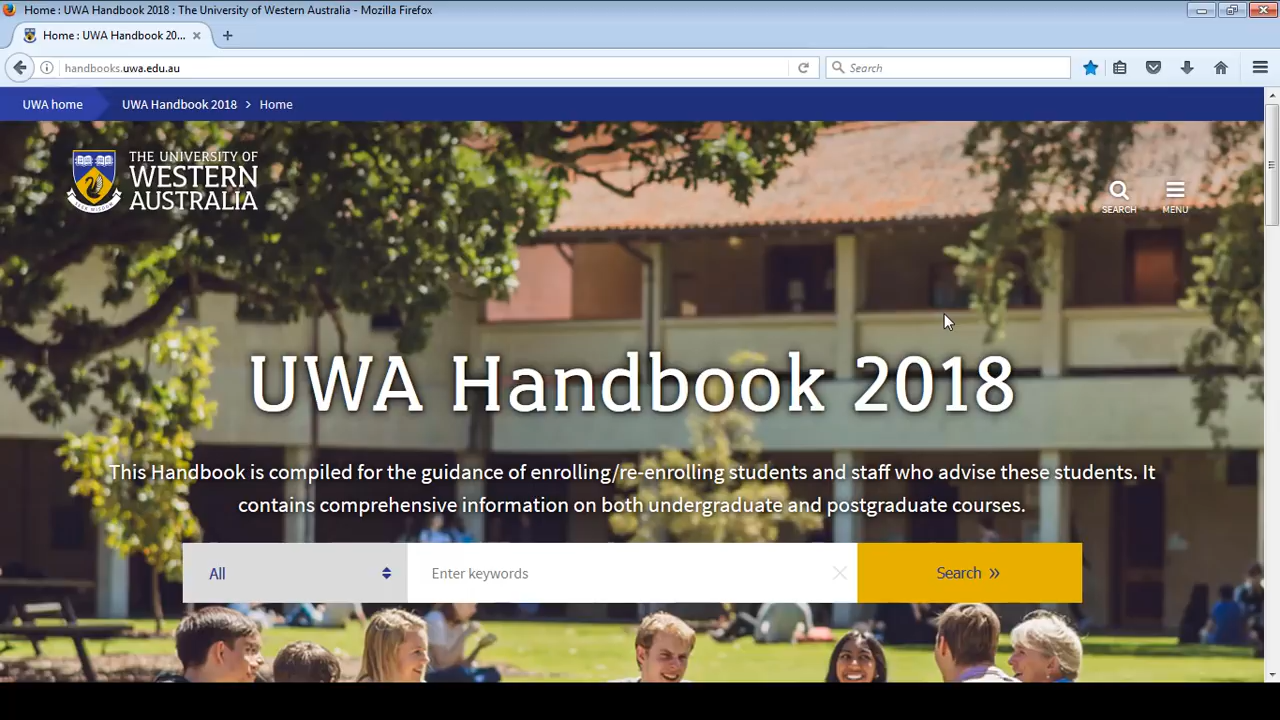 Home : UWA Handbook 2018 : The University of Western Australia - Mozilla Firefox
Home : UWA Handbook 20...
handbooks.uwa.edu.au
Search
UWA home
UWA Handbook 2018 > Home
THE UNIVERSITY OF
WESTERN
AUSTRALIA
SEARCH
MENU
UWA Handbook 2018
This Handbook is compiled for the guidance of enrolling/re-enrolling students and staff who advise these students. It
contains comprehensive information on both undergraduate and postgraduate courses.
All
Enter keywords
Search »